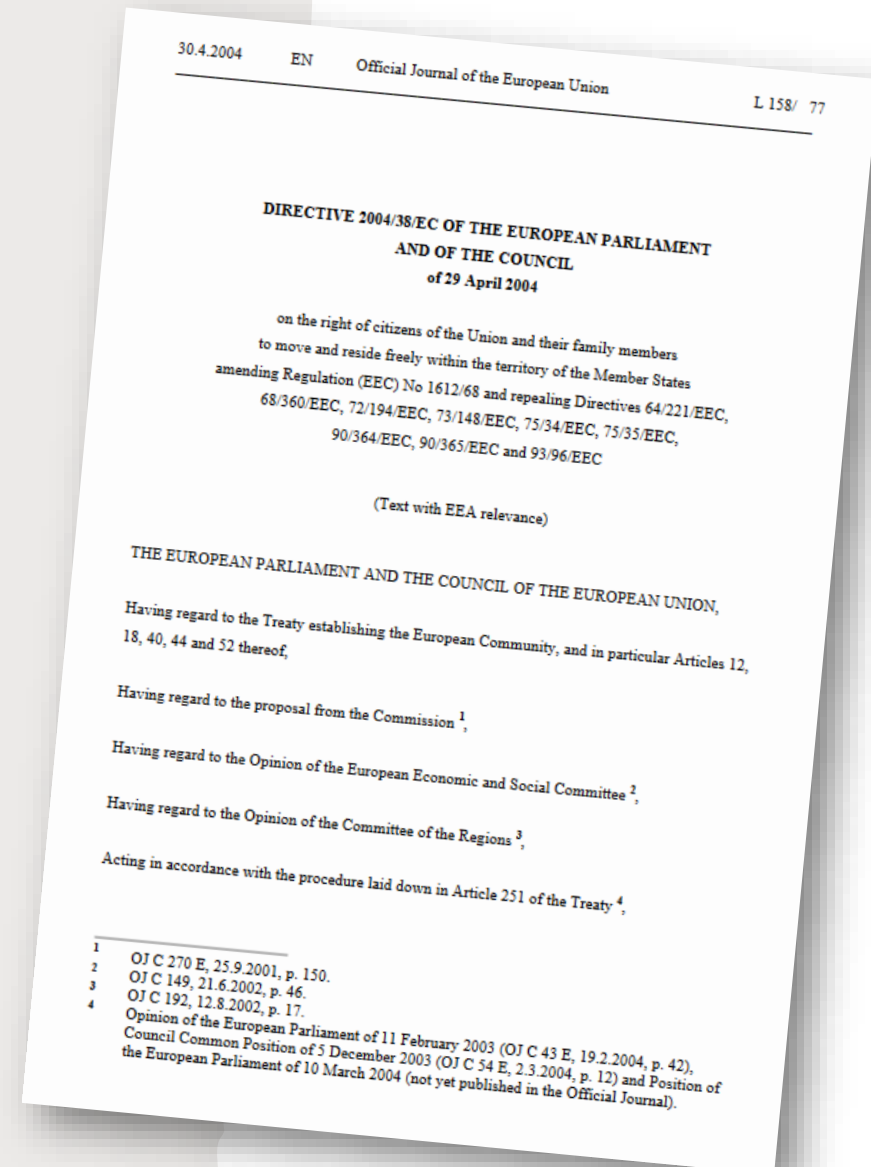 30.4.2004 EN Official Journal of the European Union L 158/ 77
DIRECTIVE 2004/38/EC OF THE EUROPEAN PARLIAMENT
AND OF THE COUNCIL
of 29 April 2004
on the right of citizens of the Union and their family members
to move and reside freely within the territory of the Member States
amending Regulation (EEC) No 1612/68 and repealing Directives 64/221/EEC,
68/360/EEC, 72/194/EEC, 73/148/EEC, 75/34/EEC, 75/35/EEC,
90/364/EEC, 90/365/EEC and 93/96/EEC
(Text with EEA relevance)
THE EUROPEAN PARLIAMENT AND THE COUNCIL OF THE EUROPEAN UNION,
Having regard to the Treaty establishing the European Community, and in particular Articles 12,
18, 40, 44 and 52 thereof,
Having regard to the proposal from the Commission 1,
Having regard to the Opinion of the European Economic and Social Committee 2,
Having regard to the Opinion of the Committee of the Regions 3,
Acting in accordance with the procedure laid down in Article 251 of the Treaty 4,
1 OJ C 270 E, 25.9.2001, p. 150.
2 OJ C 149, 21.6.2002, p. 46.
3 OJ C 192, 12.8.2002, p. 17.
4 Opinion of the European Parliament of 11 February 2003 (OJ C 43 E, 19.2.2004, p. 42),
Council Common Position of 5 December 2003 (OJ C 54 E, 2.3.2004, p. 12) and Position of
the European Parliament of 10 March 2004 (not yet published in the Official Journal).